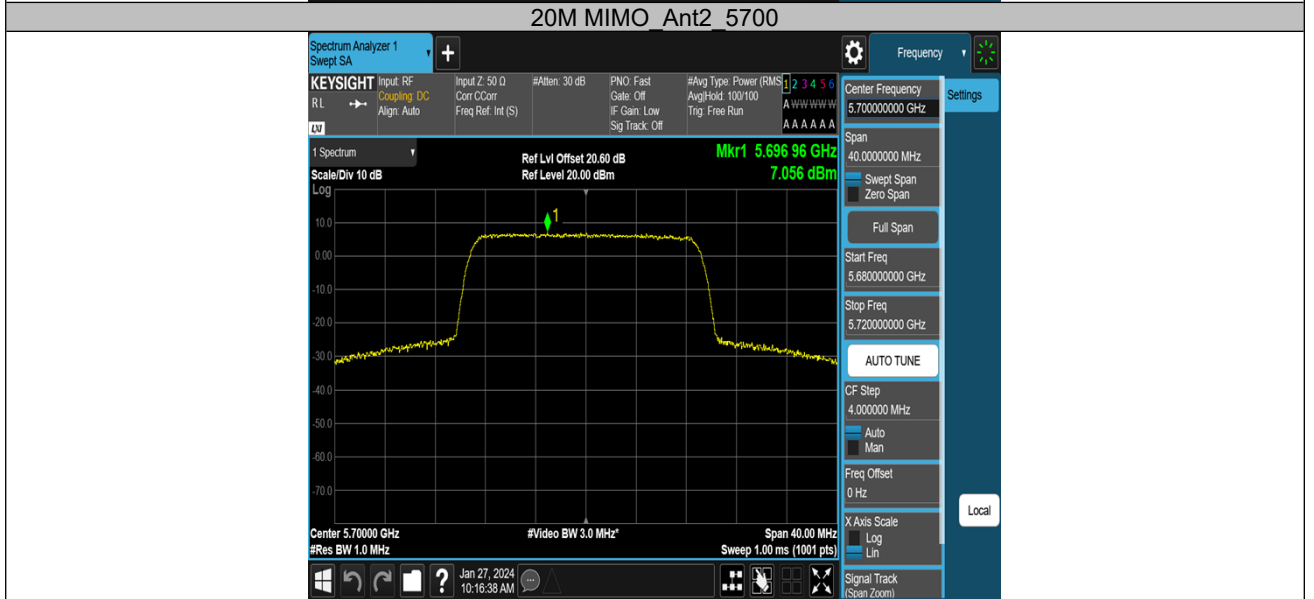 20M MIMO_Ant2_5700
Spectrum Analyzer 1
Swept SA
+
Frequency
KEYSIGHT
RL
LXI
Input: RF
Coupling: DC
Align: Auto
Input Z: 50 Ω
Corr CCorr
Freq Ref: Int (S)
#Atten: 30 dB
PNO: Fast
Gate: Off
IF Gain: Low
Sig Track: Off
#Avg Type: Power (RMS
Avg|Hold: 100/100
Trig: Free Run
1 2 3 4 5 6
A W W W W W
A A A A A A
Center Frequency
5.700000000 GHz
Settings
Span
40.0000000 MHz
Swept Span
Zero Span
Full Span
Start Freq
5.680000000 GHz
Stop Freq
5.720000000 GHz
AUTO TUNE
CF Step
4.000000 MHz
Auto
Man
Freq Offset
0 Hz
X Axis Scale
Log
Lin
Local
Signal Track
(Span Zoom)
1 Spectrum
Scale/Div 10 dB
Log
Ref Lvl Offset 20.60 dB
Ref Level 20.00 dBm
Mkr1 5.696 96 GHz
7.056 dBm
1
10.0
0.00
-10.0
-20.0
-30.0
-40.0
-50.0
-60.0
-70.0
Center 5.70000 GHz
#Res BW 1.0 MHz
#Video BW 3.0 MHz*
Span 40.00 MHz
Sweep 1.00 ms (1001 pts)
?
Jan 27, 2024
10:16:38 AM